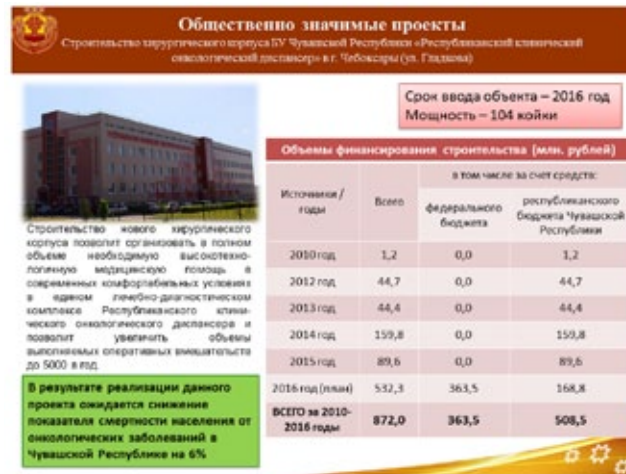 Общественно значимые проекты
Строительство хирургического корпуса БУ Чувашской Республики «Республиканский клинический
онкологический диспансер» в г. Чебоксары (ул. Гладкова)
Срок ввода объекта – 2016 год
Мощность – 104 койки
Строительство нового хирургического
корпуса позволит организовать в полном
объеме необходимую высокотехно-
логичную медицинскую помощь в
современных комфортабельных условиях
в едином лечебно-диагностическом
комплексе Республиканского клини-
ческого онкологического диспансера и
позволит увеличить объемы
выполняемых оперативных вмешательств
до 5000 в год.
В результате реализации данного
проекта ожидается снижение
показателя смертности населения от
онкологических заболеваний в
Чувашской Республике на 6%
Объемы финансирования строительства (млн. рублей)
Источники / годы
Всего
в том числе за счет средств:
федерального бюджета
республиканского бюджета Чувашской Республики
2010 год 1,2 0,0 1,2
2012 год 44,7 0,0 44,7
2013 год 44,4 0,0 44,4
2014 год 159,8 0,0 159,8
2015 год 89,6 0,0 89,6
2016 год (план) 532,3 363,5 168,8
ВСЕГО за 2010-2016 годы 872,0 363,5 508,5